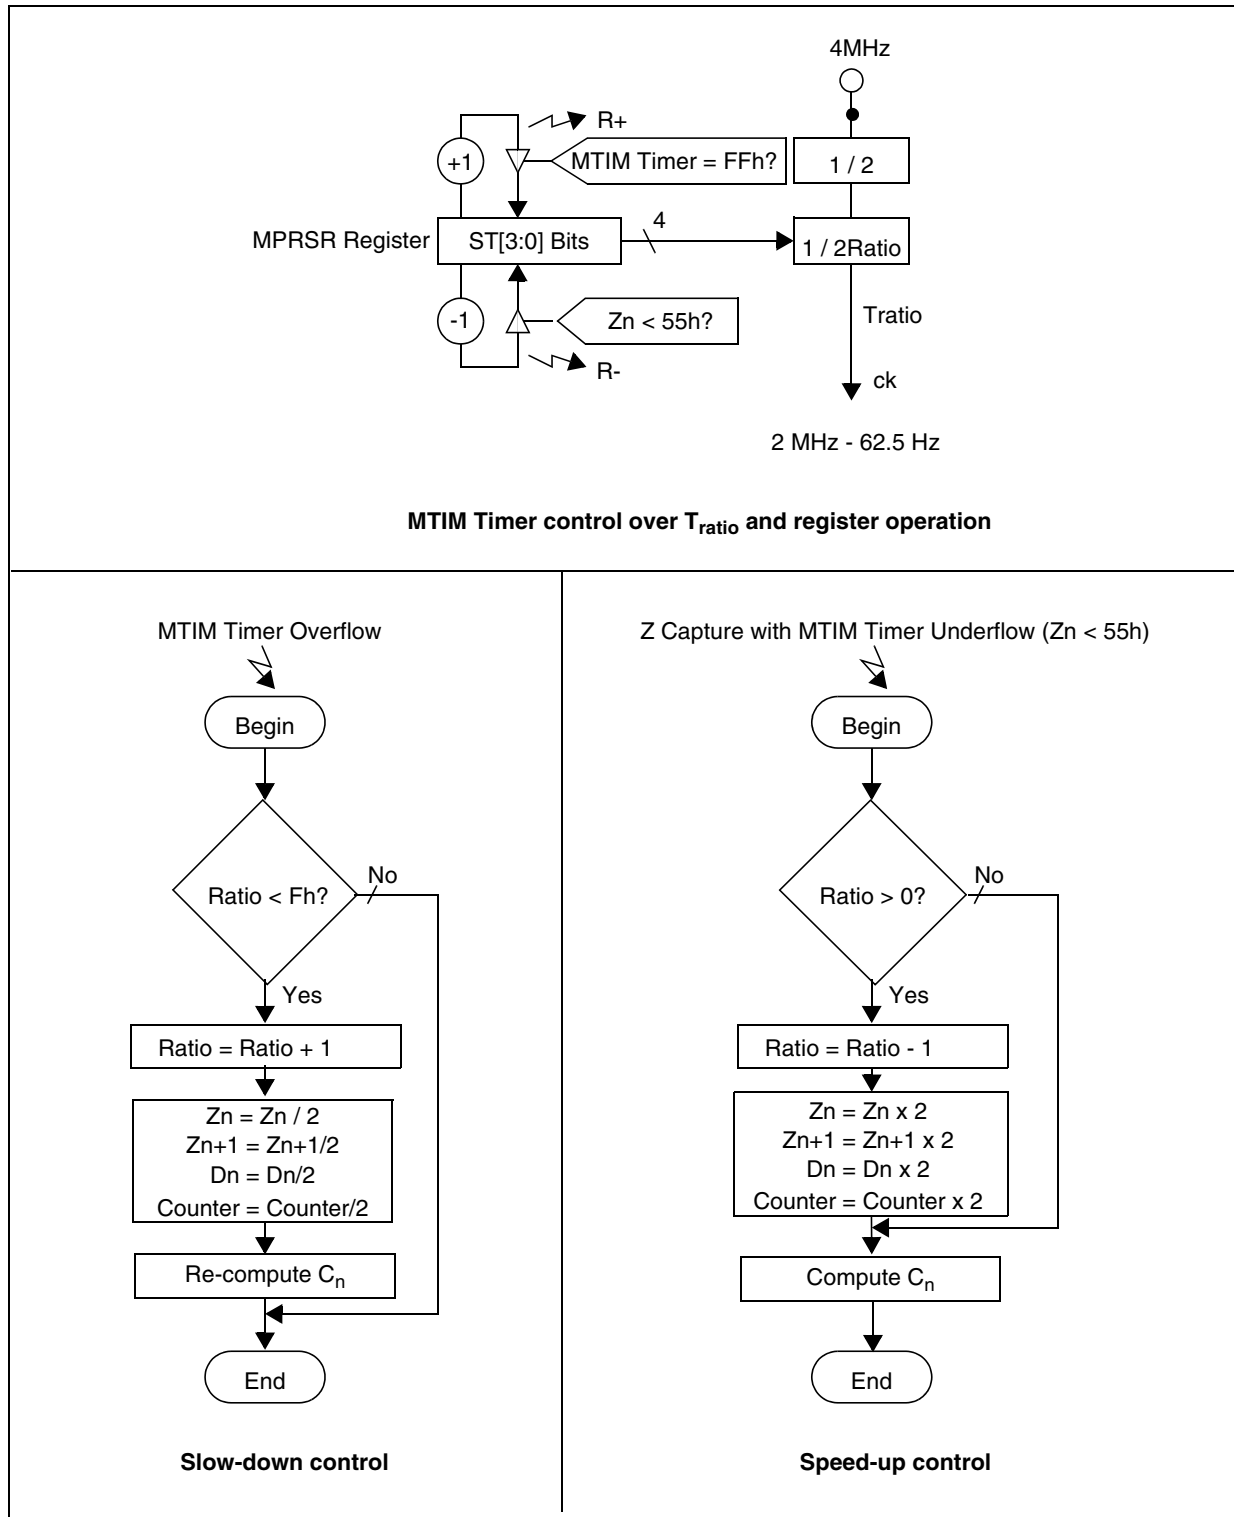 4MHz
R+
+1
MTIM Timer = FFh?
1 / 2
MPRSR Register
ST[3:0] Bits
4
1 / 2Ratio
-1
Zn < 55h?
Tratio
R-
ck
2 MHz - 62.5 Hz
MTIM Timer control over Tratio and register operation
MTIM Timer Overflow
Begin
Ratio < Fh?
No
Yes
Ratio = Ratio + 1
Zn = Zn / 2
Zn+1 = Zn+1/2
Dn = Dn/2
Counter = Counter/2
Re-compute Cn
End
Slow-down control
Z Capture with MTIM Timer Underflow (Zn < 55h)
Begin
Ratio > 0?
No
Yes
Ratio = Ratio - 1
Zn = Zn x 2
Zn+1 = Zn+1 x 2
Dn = Dn x 2
Counter = Counter x 2
Compute Cn
End
Speed-up control